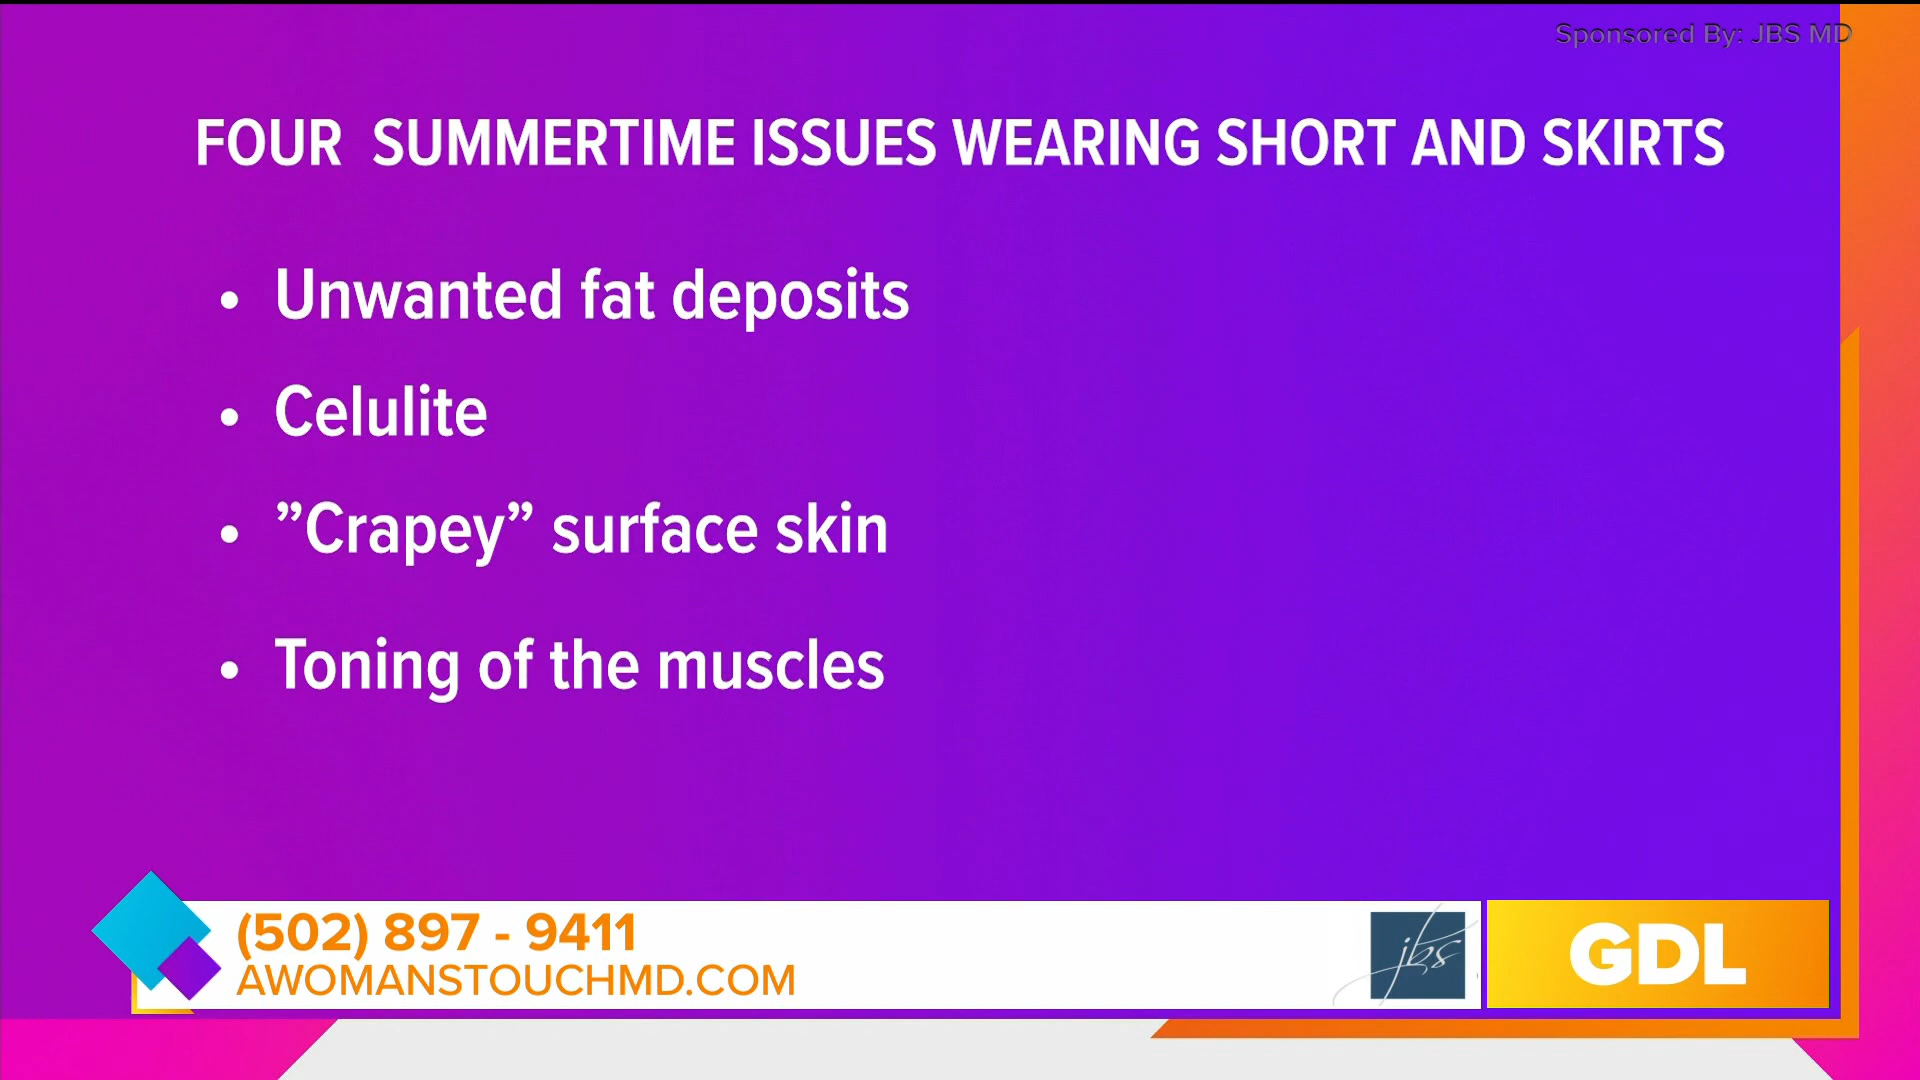 Sponsored By: JBS MD
FOUR SUMMERTIME ISSUES WEARING SHORT AND SKIRTS
• Unwanted fat deposits
• Celulite
• ”Crapey” surface skin
• Toning of the muscles
(502) 897 - 9411
AWOMANSTOUCHMD.COM
jbs
GDL